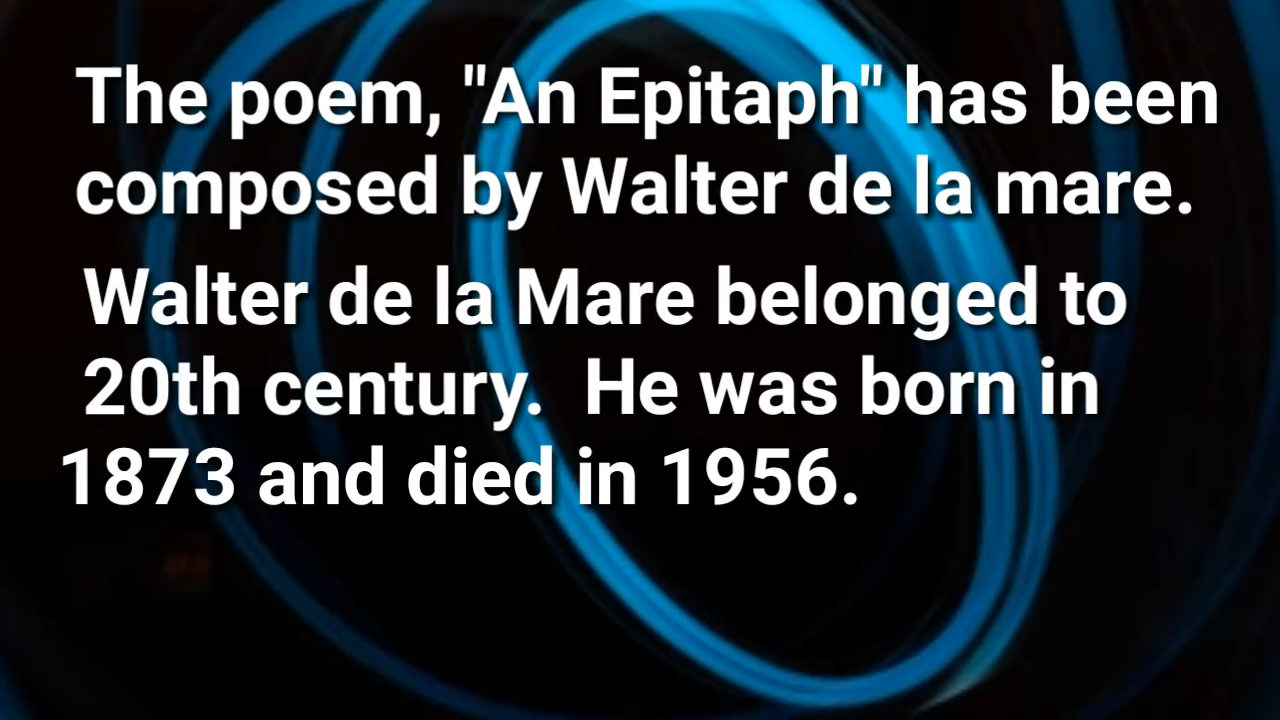 The poem, "An Epitaph" has been
composed by Walter de la mare.
Walter de la Mare belonged to
20th century. He was born in
1873 and died in 1956.